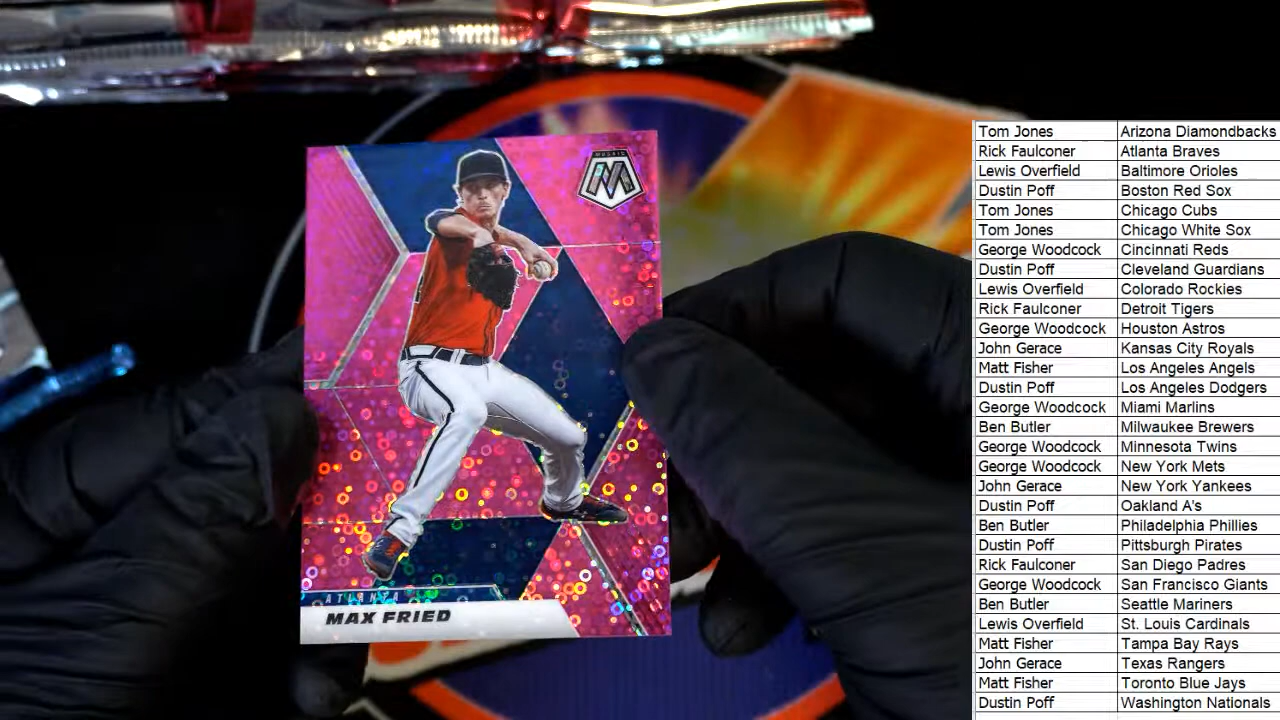 MOSAIC
ATLANTA
MAX FRIED
Tom Jones Arizona Diamondbacks
Rick Faulconer Atlanta Braves
Lewis Overfield Baltimore Orioles
Dustin Poff Boston Red Sox
Tom Jones Chicago Cubs
Tom Jones Chicago White Sox
George Woodcock Cincinnati Reds
Dustin Poff Cleveland Guardians
Lewis Overfield Colorado Rockies
Rick Faulconer Detroit Tigers
George Woodcock Houston Astros
John Gerace Kansas City Royals
Matt Fisher Los Angeles Angels
Dustin Poff Los Angeles Dodgers
George Woodcock Miami Marlins
Ben Butler Milwaukee Brewers
George Woodcock Minnesota Twins
George Woodcock New York Mets
John Gerace New York Yankees
Dustin Poff Oakland A's
Ben Butler Philadelphia Phillies
Dustin Poff Pittsburgh Pirates
Rick Faulconer San Diego Padres
George Woodcock San Francisco Giants
Ben Butler Seattle Mariners
Lewis Overfield St. Louis Cardinals
Matt Fisher Tampa Bay Rays
John Gerace Texas Rangers
Matt Fisher Toronto Blue Jays
Dustin Poff Washington Nationals